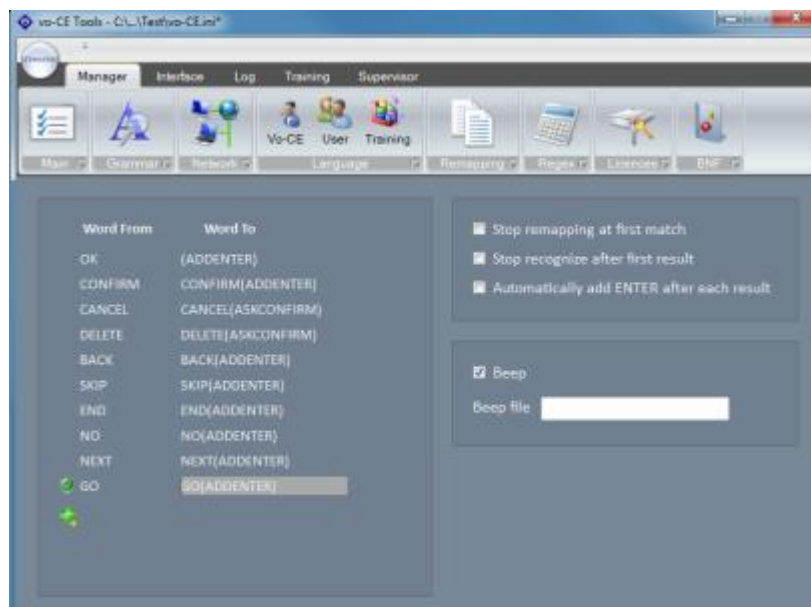 vo-CE Tools - C:\...\Test\vo-CE.ini*
Manager Interface Log Training Supervisor
Vo-CE User Training
Main Grammar Network Language Remapping Regex Licences BNF
Word From Word To
OK (ADDENTER)
CONFIRM CONFIRM(ADDENTER)
CANCEL CANCEL(ASKCONFIRM)
DELETE DELETE(ASKCONFIRM)
BACK BACK(ADDENTER)
SKIP SKIP(ADDENTER)
END END(ADDENTER)
NO NO(ADDENTER)
NEXT NEXT(ADDENTER)
GO GO(ADDENTER)
Stop remapping at first match
Stop recognize after first result
Automatically add ENTER after each result
Beep
Beep file